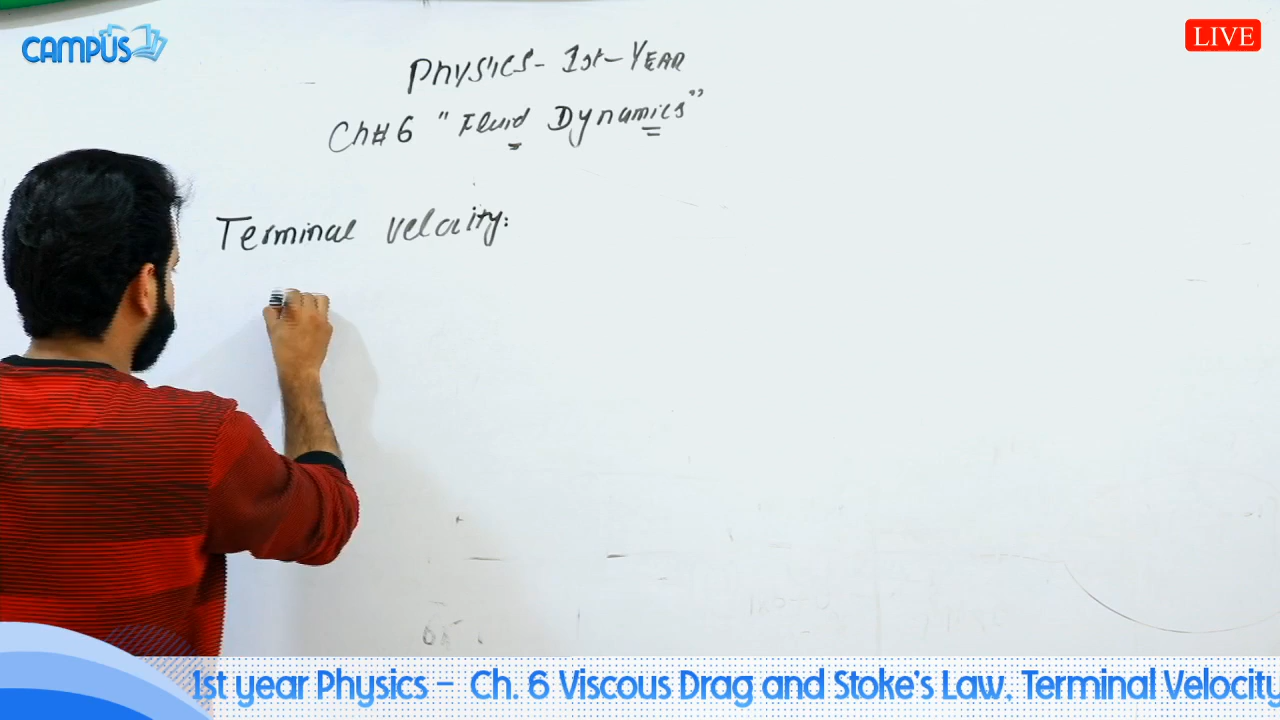 CAMPUS
LIVE
Physics - 1st - YEAR
Ch# 6 " Fluid Dynamics "
Terminal velocity:
1st year Physics – Ch. 6 Viscous Drag and Stoke's Law, Terminal Velocity